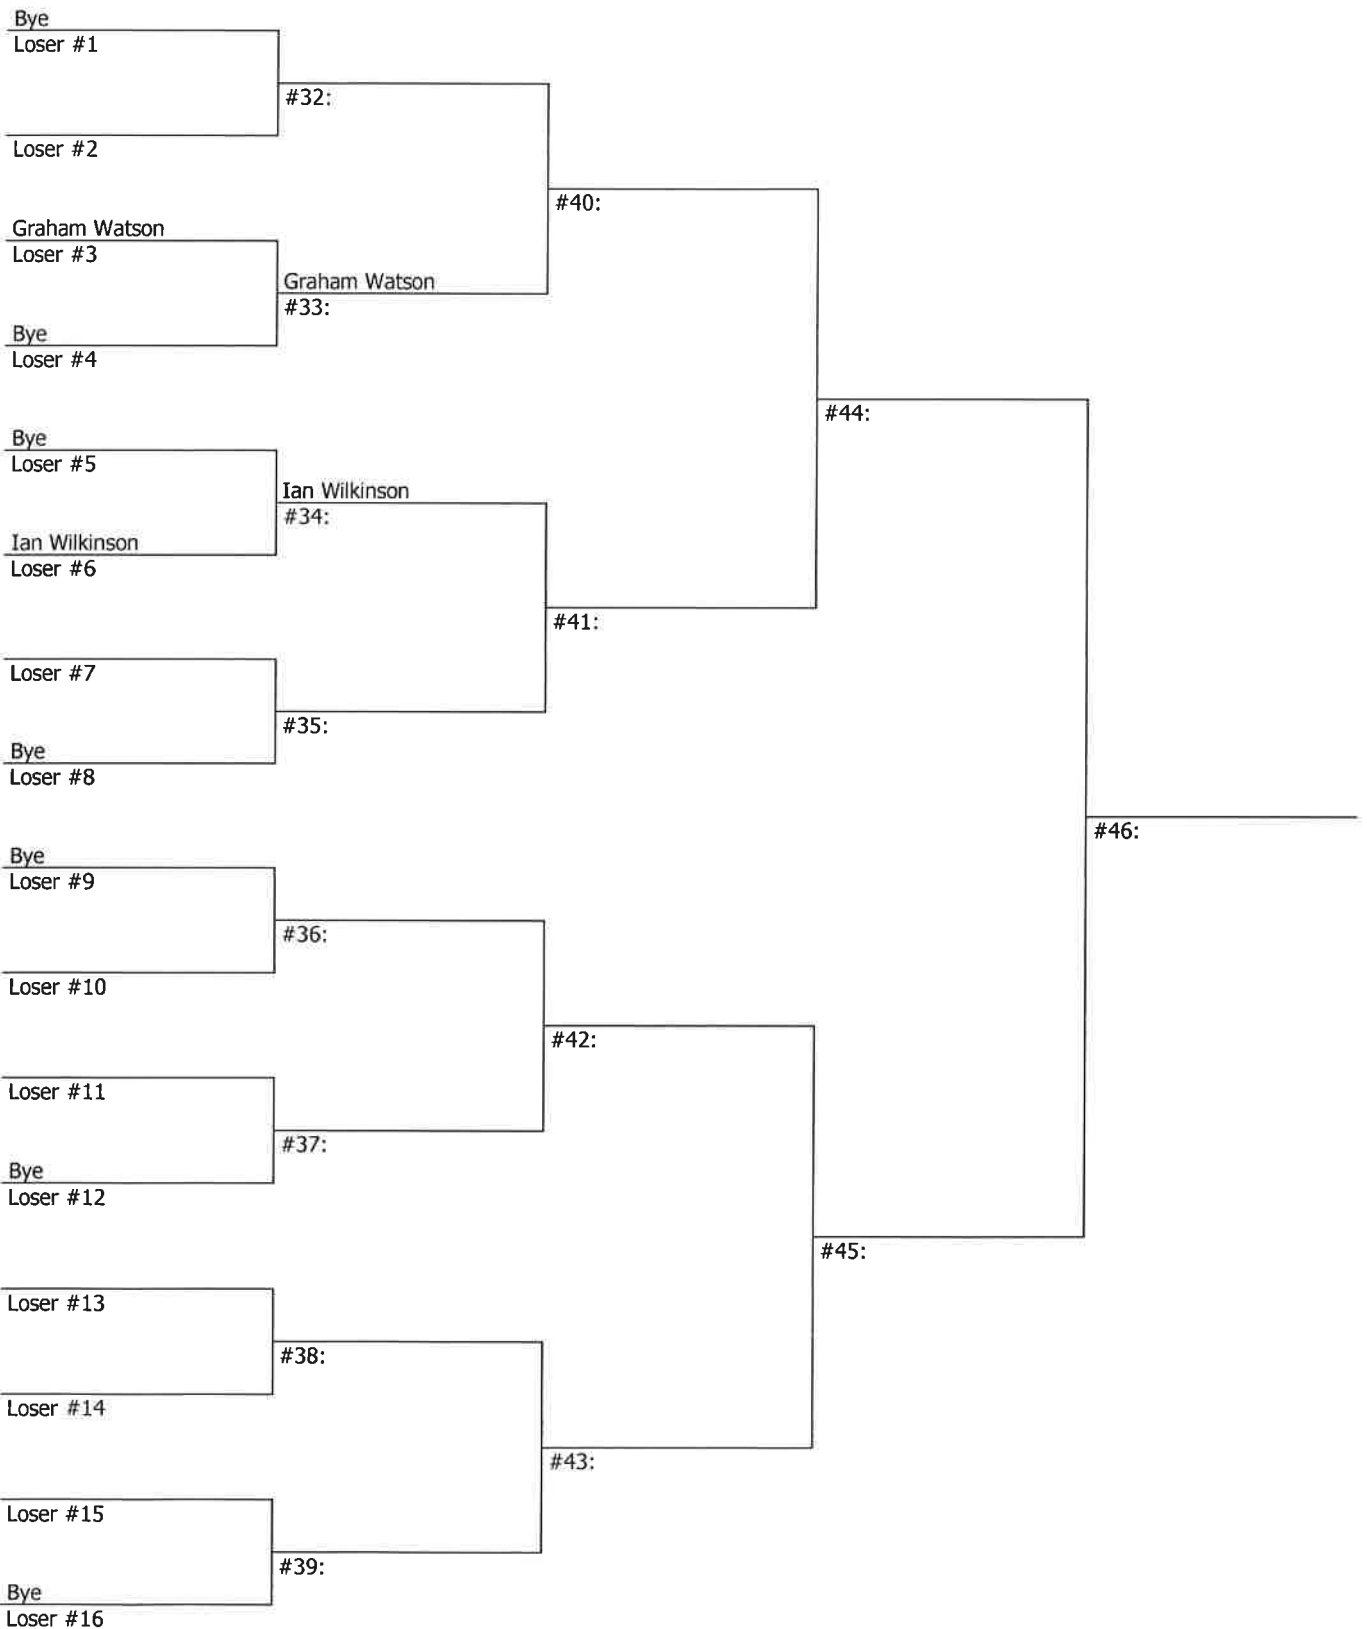 Bye
Loser #1
#32:
Loser #2
#40:
Graham Watson
Loser #3
Graham Watson
#33:
Bye
Loser #4
#44:
Bye
Loser #5
Ian Wilkinson
#34:
Ian Wilkinson
Loser #6
#41:
Loser #7
#35:
Bye
Loser #8
#46:
Bye
Loser #9
#36:
Loser #10
#42:
Loser #11
#37:
Bye
Loser #12
#45:
Loser #13
#38:
Loser #14
#43:
Loser #15
#39:
Bye
Loser #16